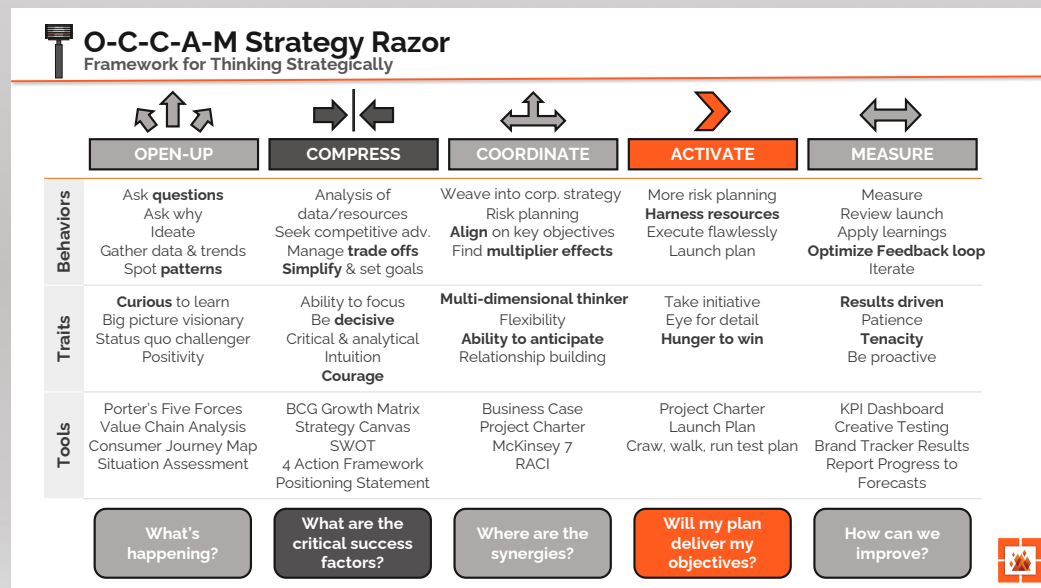 O-C-C-A-M Strategy Razor
Framework for Thinking Strategically
OPEN-UP
COMPRESS
COORDINATE
ACTIVATE
MEASURE
Behaviors
Ask questions
Ask why
Ideate
Gather data & trends
Spot patterns
Analysis of
data/resources
Seek competitive adv.
Manage trade offs
Simplify & set goals
Weave into corp. strategy
Risk planning
Align on key objectives
Find multiplier effects
More risk planning
Harness resources
Execute flawlessly
Launch plan
Measure
Review launch
Apply learnings
Optimize Feedback loop
Iterate
Traits
Curious to learn
Big picture visionary
Status quo challenger
Positivity
Ability to focus
Be decisive
Critical & analytical
Intuition
Courage
Multi-dimensional thinker
Flexibility
Ability to anticipate
Relationship building
Take initiative
Eye for detail
Hunger to win
Results driven
Patience
Tenacity
Be proactive
Tools
Porter's Five Forces
Value Chain Analysis
Consumer Journey Map
Situation Assessment
BCG Growth Matrix
Strategy Canvas
SWOT
4 Action Framework
Positioning Statement
Business Case
Project Charter
McKinsey 7
RACI
Project Charter
Launch Plan
Craw, walk, run test plan
KPI Dashboard
Creative Testing
Brand Tracker Results
Report Progress to
Forecasts
What's
happening?
What are the
critical success
factors?
Where are the
synergies?
Will my plan
deliver my
objectives?
How can we
improve?